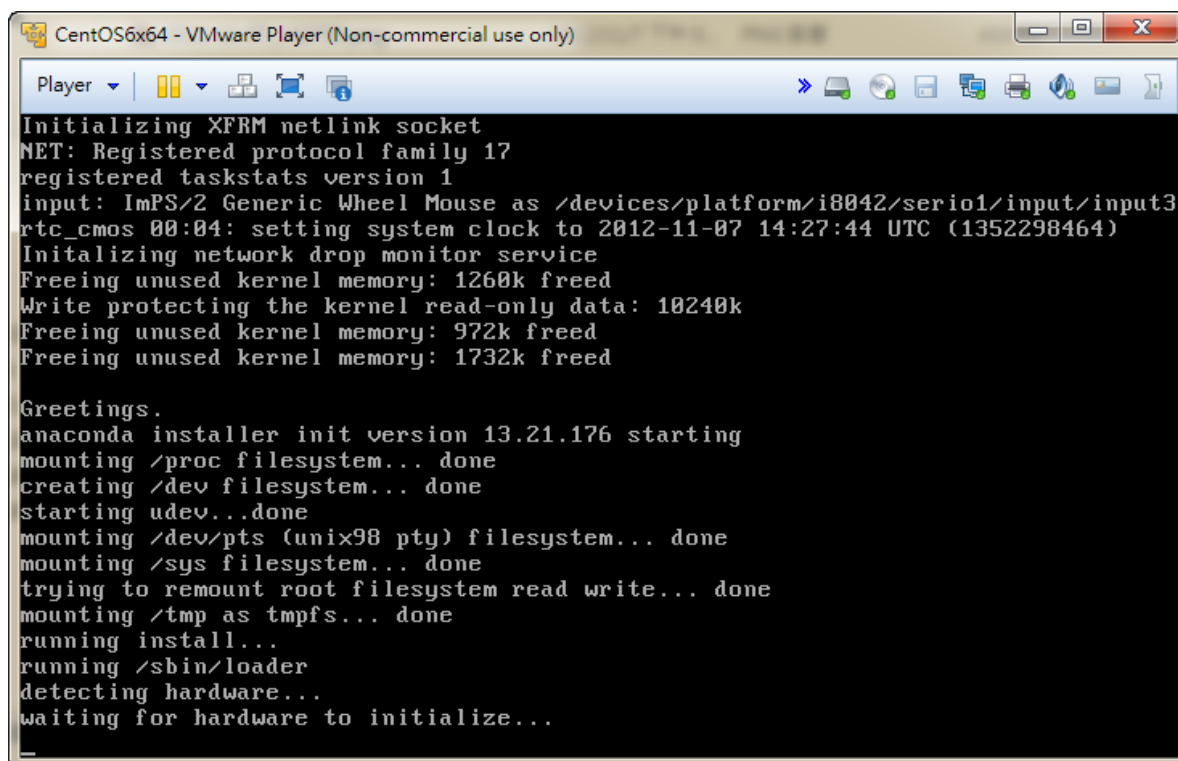 CentOS6x64 - VMware Player (Non-commercial use only)
Player
Initializing XFRM netlink socket
NET: Registered protocol family 17
registered taskstats version 1
input: ImPS/2 Generic Wheel Mouse as /devices/platform/i8042/serio1/input/input3
rtc_cmos 00:04: setting system clock to 2012-11-07 14:27:44 UTC (1352298464)
Initalizing network drop monitor service
Freeing unused kernel memory: 1260k freed
Write protecting the kernel read-only data: 10240k
Freeing unused kernel memory: 972k freed
Freeing unused kernel memory: 1732k freed
Greetings.
anaconda installer init version 13.21.176 starting
mounting /proc filesystem... done
creating /dev filesystem... done
starting udev...done
mounting /dev/pts (unix98 pty) filesystem... done
mounting /sys filesystem... done
trying to remount root filesystem read write... done
mounting /tmp as tmpfs... done
running install...
running /sbin/loader
detecting hardware...
waiting for hardware to initialize...